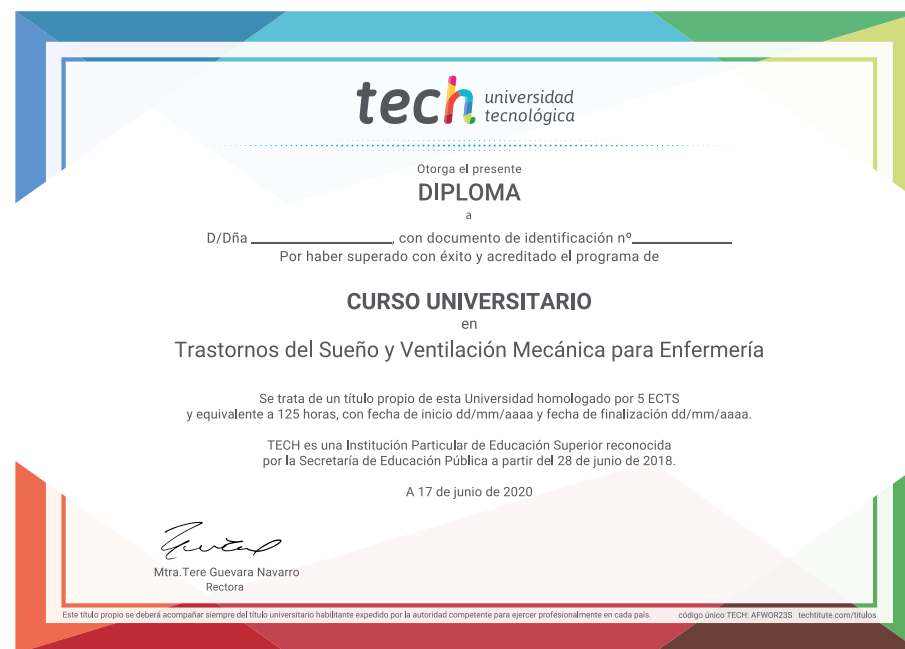 tech universidad
tecnológica
Otorga el presente
DIPLOMA
a
D/Dña ________________, con documento de identificación nº____________
Por haber superado con éxito y acreditado el programa de
CURSO UNIVERSITARIO
en
Trastornos del Sueño y Ventilación Mecánica para Enfermería
Se trata de un título propio de esta Universidad homologado por 5 ECTS
y equivalente a 125 horas, con fecha de inicio dd/mm/aaaa y fecha de finalización dd/mm/aaaa.
TECH es una Institución Particular de Educación Superior reconocida
por la Secretaría de Educación Pública a partir del 28 de junio de 2018.
A 17 de junio de 2020
Mtra.Tere Guevara Navarro
Rectora
Este título propio se deberá acompañar siempre del título universitario habilitante expedido por la autoridad competente para ejercer profesionalmente en cada país. código único TECH: AFWOR23S techtitute.com/titulos